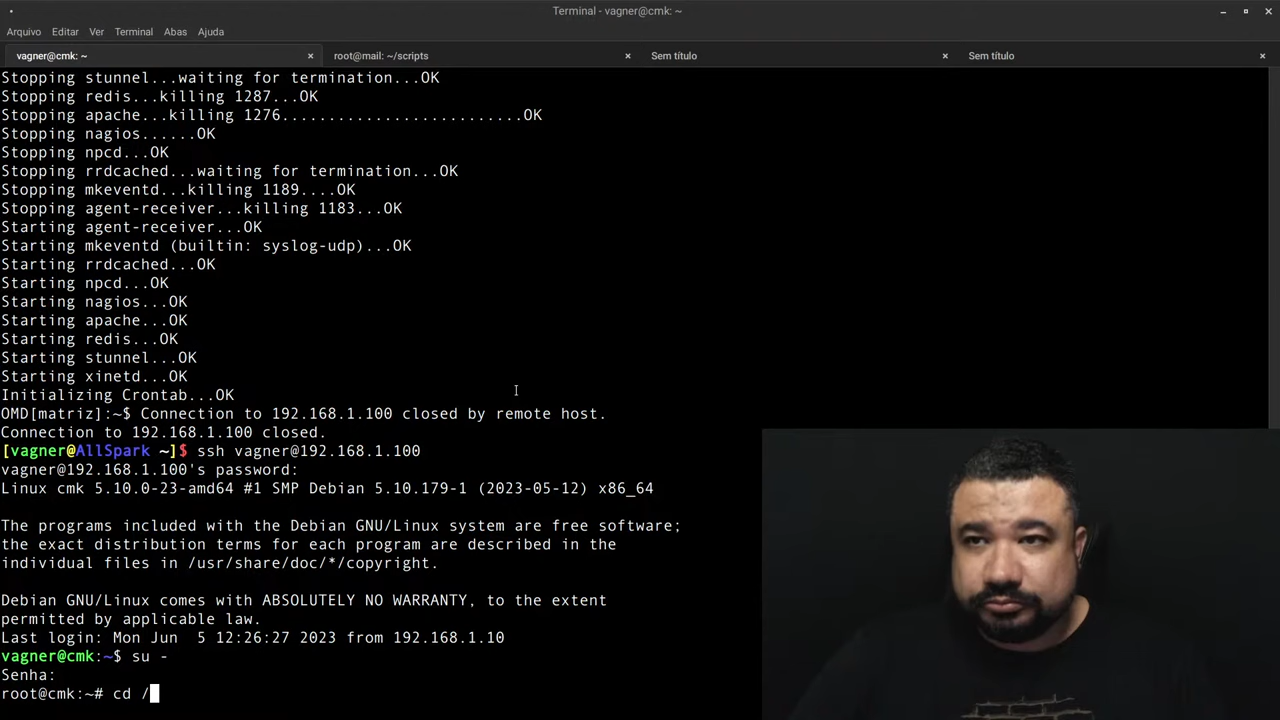 Terminal - vagner@cmk: ~
Arquivo Editar Ver Terminal Abas Ajuda
vagner@cmk: ~ root@mail: ~/scripts Sem título Sem título
Stopping stunnel...waiting for termination...OK
Stopping redis...killing 1287...OK
Stopping apache...killing 1276..........................OK
Stopping nagios......OK
Stopping npcd...OK
Stopping rrdcached...waiting for termination...OK
Stopping mkeventd...killing 1189....OK
Stopping agent-receiver...killing 1183...OK
Starting agent-receiver...OK
Starting mkeventd (builtin: syslog-udp)...OK
Starting rrdcached...OK
Starting npcd...OK
Starting nagios...OK
Starting apache...OK
Starting redis...OK
Starting stunnel...OK
Starting xinetd...OK
Initializing Crontab...OK
OMD[matriz]:~$ Connection to 192.168.1.100 closed by remote host.
Connection to 192.168.1.100 closed.
[vagner@AllSpark ~]$ ssh vagner@192.168.1.100
vagner@192.168.1.100's password:
Linux cmk 5.10.0-23-amd64 #1 SMP Debian 5.10.179-1 (2023-05-12) x86_64
The programs included with the Debian GNU/Linux system are free software;
the exact distribution terms for each program are described in the
individual files in /usr/share/doc/*/copyright.
Debian GNU/Linux comes with ABSOLUTELY NO WARRANTY, to the extent
permitted by applicable law.
Last login: Mon Jun  5 12:26:27 2023 from 192.168.1.10
vagner@cmk:~$ su -
Senha:
root@cmk:~# cd /